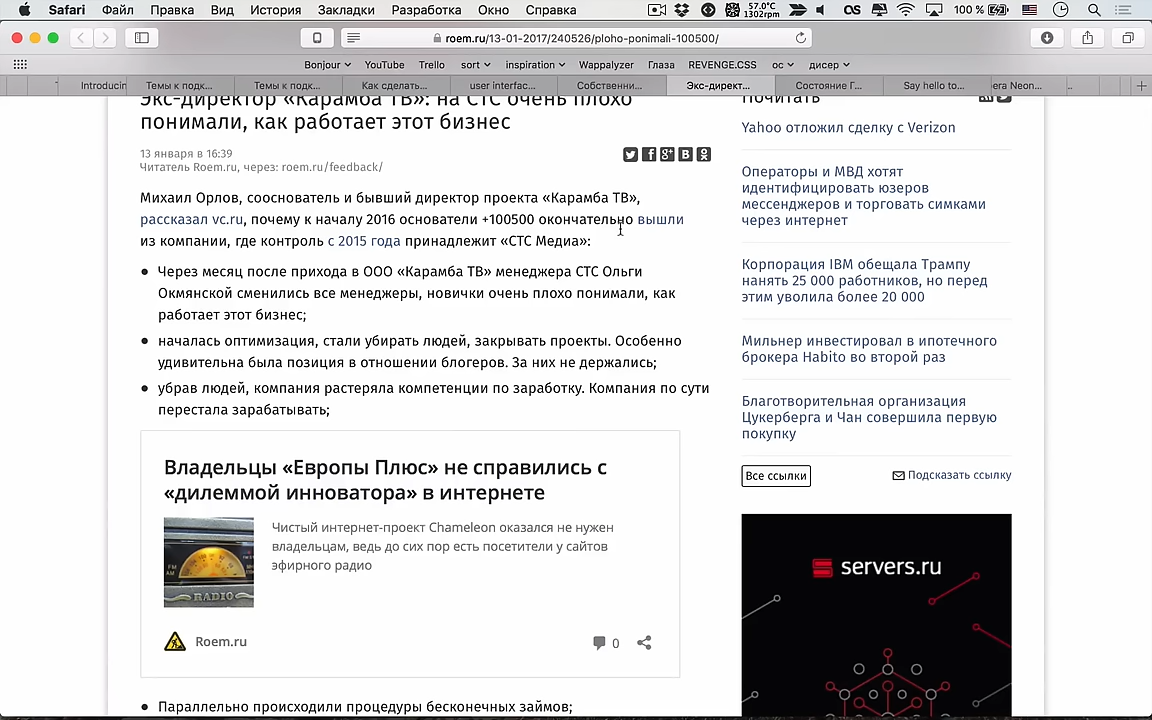 Safari Файл Правка Вид История Закладки Разработка Окно Справка
57.0°C
1302rpm
100 %
roem.ru/13-01-2017/240526/ploho-ponimali-100500/
Bonjour YouTube Trello sort inspiration Wappalyzer Глаза REVENGE.CSS ос дисер
Introducin Темы к подк... Темы к подк... Как сделать... user interfac... Собственни... Экс-директ... Состояние Г... Say hello to... era Neon...
Экс-директор «Карамба ТВ»: на СТС очень плохо
понимали, как работает этот бизнес
13 января в 16:39
Читатель Roem.ru, через: roem.ru/feedback/
Михаил Орлов, сооснователь и бывший директор проекта «Карамба ТВ»,
рассказал vc.ru, почему к началу 2016 основатели +100500 окончательно вышли
из компании, где контроль с 2015 года принадлежит «СТС Медиа»:
Через месяц после прихода в ООО «Карамба ТВ» менеджера СТС Ольги
Окмянской сменились все менеджеры, новички очень плохо понимали, как
работает этот бизнес;
началась оптимизация, стали убирать людей, закрывать проекты. Особенно
удивительна была позиция в отношении блогеров. За них не держались;
убрав людей, компания растеряла компетенции по заработку. Компания по сути
перестала зарабатывать;
Владельцы «Европы Плюс» не справились с
«дилеммой инноватора» в интернете
Чистый интернет-проект Chameleon оказался не нужен
владельцам, ведь до сих пор есть посетители у сайтов
эфирного радио
RADIO
Roem.ru
0
Параллельно происходили процедуры бесконечных займов;
Почитать
Yahoo отложил сделку с Verizon
Операторы и МВД хотят
идентифицировать юзеров
мессенджеров и торговать симками
через интернет
Корпорация IBM обещала Трампу
нанять 25 000 работников, но перед
этим уволила более 20 000
Мильнер инвестировал в ипотечного
брокера Habito во второй раз
Благотворительная организация
Цукерберга и Чан совершила первую
покупку
Все ссылки
Подсказать ссылку
servers.ru